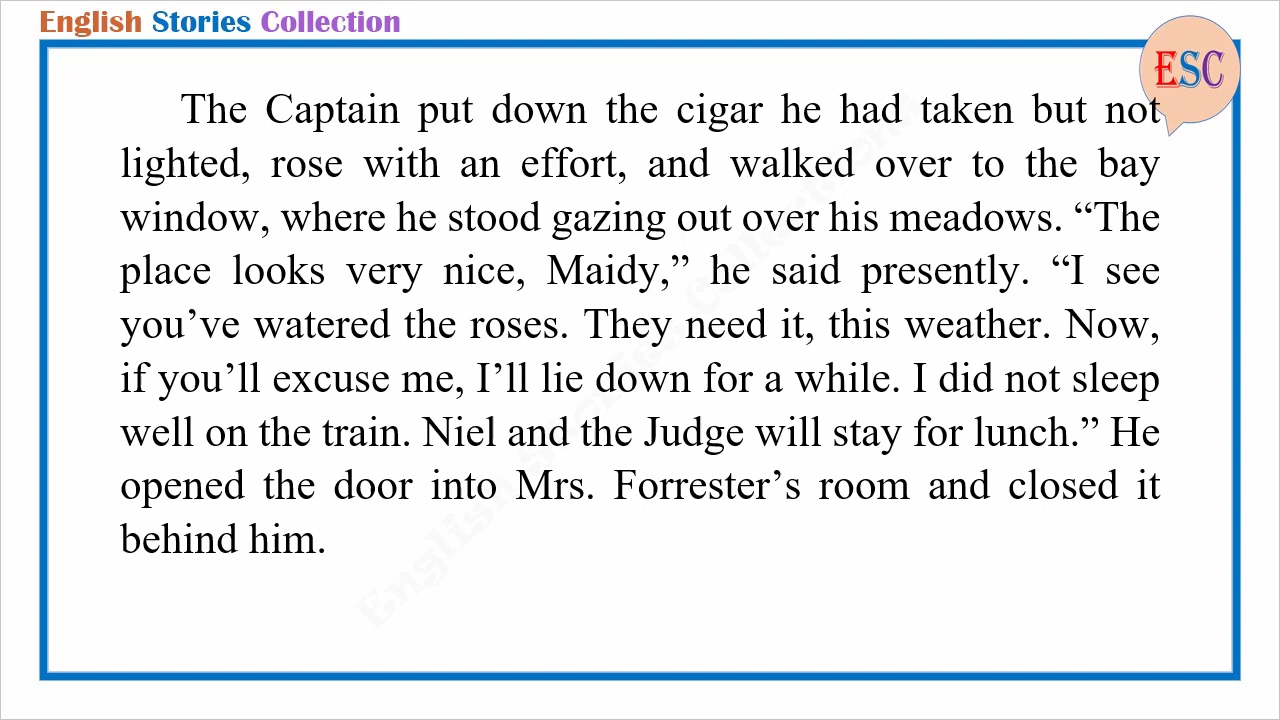 English Stories Collection
ESC
The Captain put down the cigar he had taken but not
lighted, rose with an effort, and walked over to the bay
window, where he stood gazing out over his meadows. “The
place looks very nice, Maidy,” he said presently. “I see
you’ve watered the roses. They need it, this weather. Now,
if you’ll excuse me, I’ll lie down for a while. I did not sleep
well on the train. Niel and the Judge will stay for lunch.” He
opened the door into Mrs. Forrester’s room and closed it
behind him.
English Stories Collection